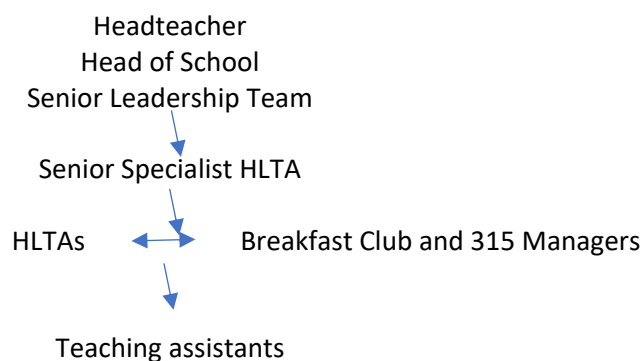 Headteacher
Head of School
Senior Leadership Team
Senior Specialist HLTA
HLTAs Breakfast Club and 315 Managers
Teaching assistants